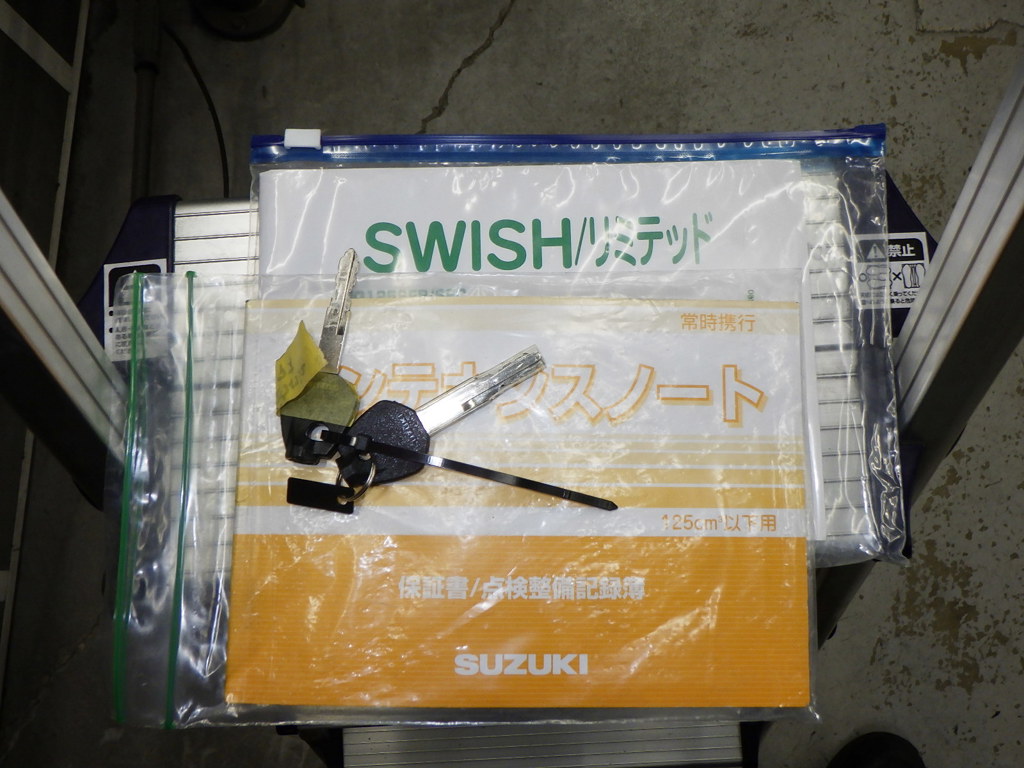 SWISH/リミテッド
禁止
常時携行
ンテナンスノート
125cm³以下用
保証書/点検整備記録簿
SUZUKI